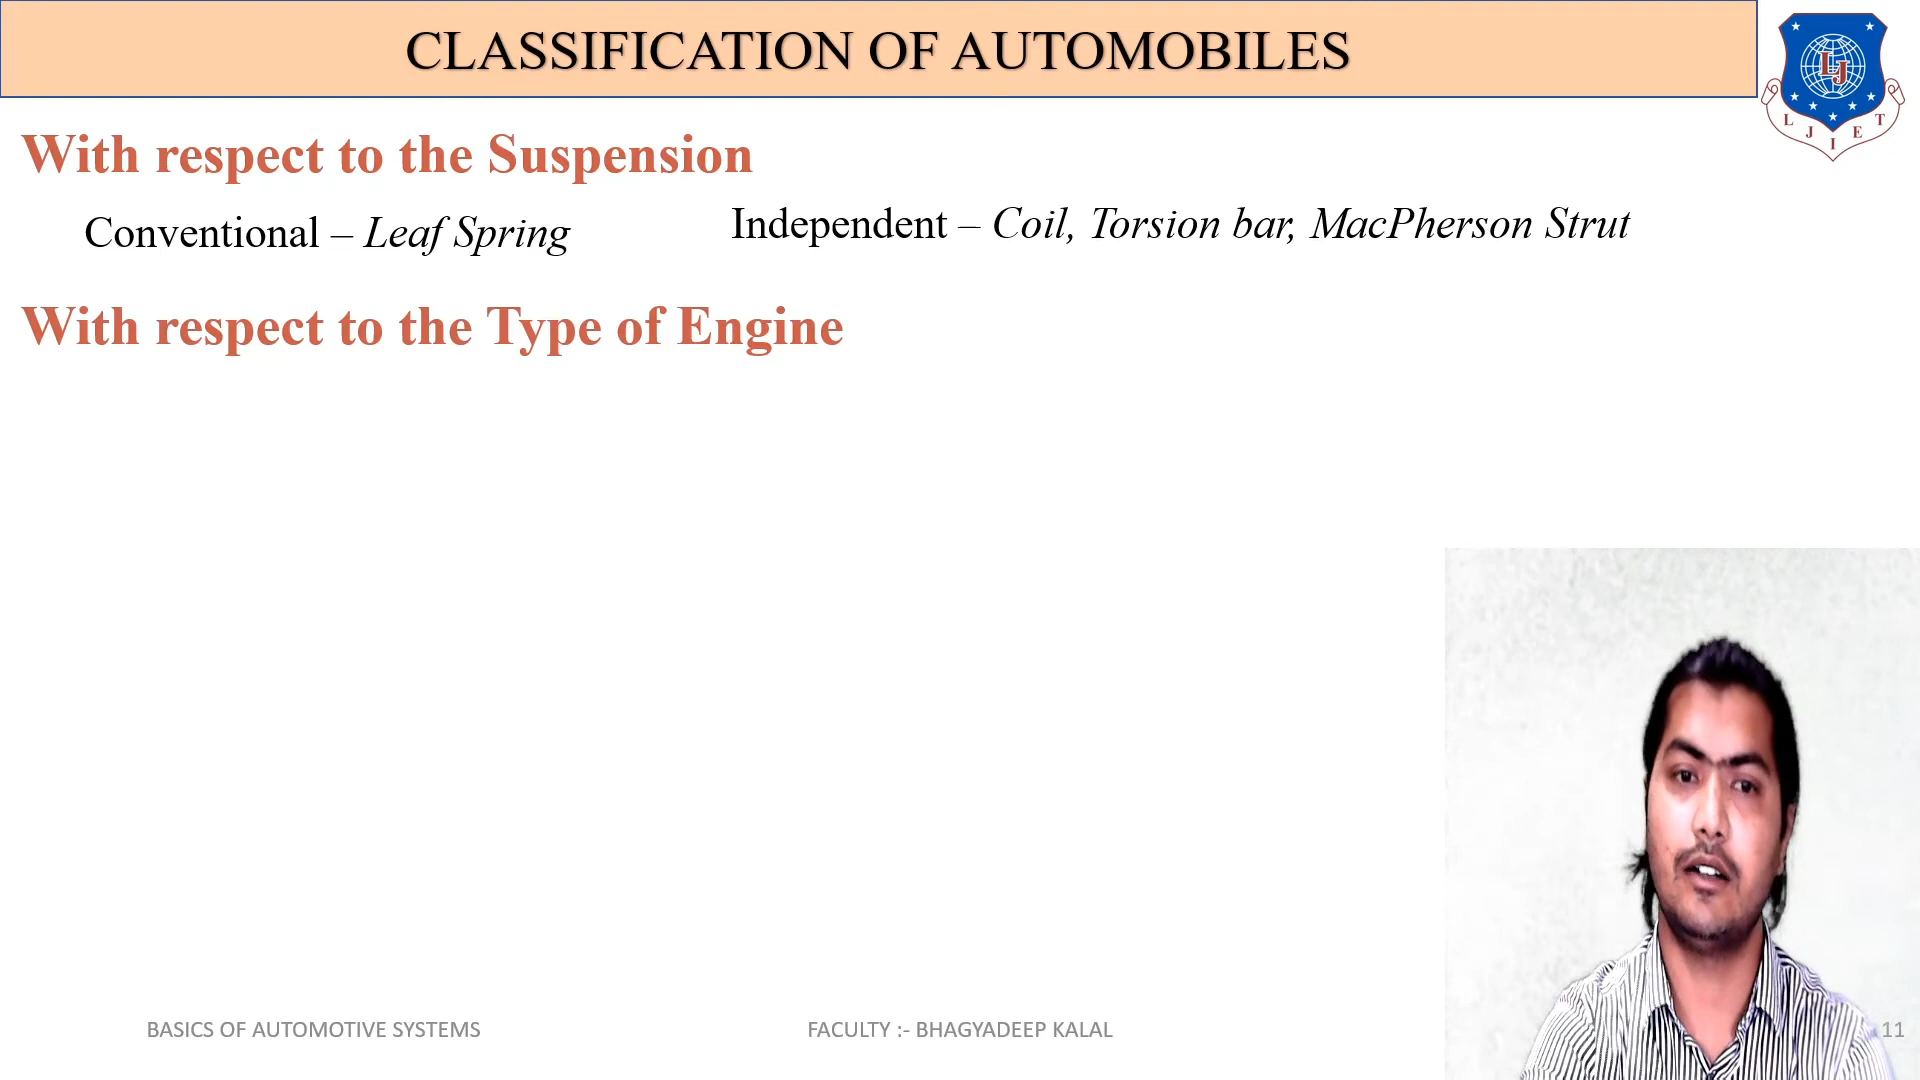 CLASSIFICATION OF AUTOMOBILES
LJ
L J I E T
With respect to the Suspension
Conventional – Leaf Spring
Independent – Coil, Torsion bar, MacPherson Strut
With respect to the Type of Engine
BASICS OF AUTOMOTIVE SYSTEMS
FACULTY :- BHAGYADEEP KALAL
11